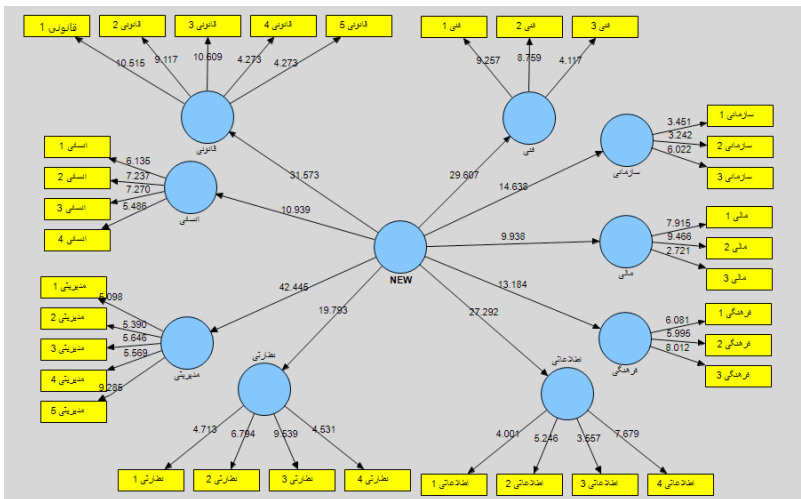 قانونی 1
قانونی 2
قانونی 3
قانونی 4
قانونی 5
10.515
9.117
10.609
4.273
4.273
قانونی
فنی 1
فنی 2
فنی 3
9.257
8.759
4.117
فنی
سازمانی 1
سازمانی 2
سازمانی 3
3.451
3.242
6.022
سازمانی
انسانی 1
انسانی 2
انسانی 3
انسانی 4
6.135
7.237
7.270
5.486
انسانی
31.573
29.607
14.638
10.939
9.938
NEW
42.445
19.793
27.292
13.184
مالی 1
مالی 2
مالی 3
7.915
9.466
2.721
مالی
مدیریتی 1
مدیریتی 2
مدیریتی 3
مدیریتی 4
مدیریتی 5
5.098
5.390
5.646
5.569
9.285
مدیریتی
فرهنگی 1
فرهنگی 2
فرهنگی 3
6.081
5.995
8.012
فرهنگی
نظارتی
4.713
6.794
9.539
4.531
نظارتی 1
نظارتی 2
نظارتی 3
نظارتی 4
اطلاعاتی
4.001
5.246
3.557
7.679
اطلاعاتی 1
اطلاعاتی 2
اطلاعاتی 3
اطلاعاتی 4